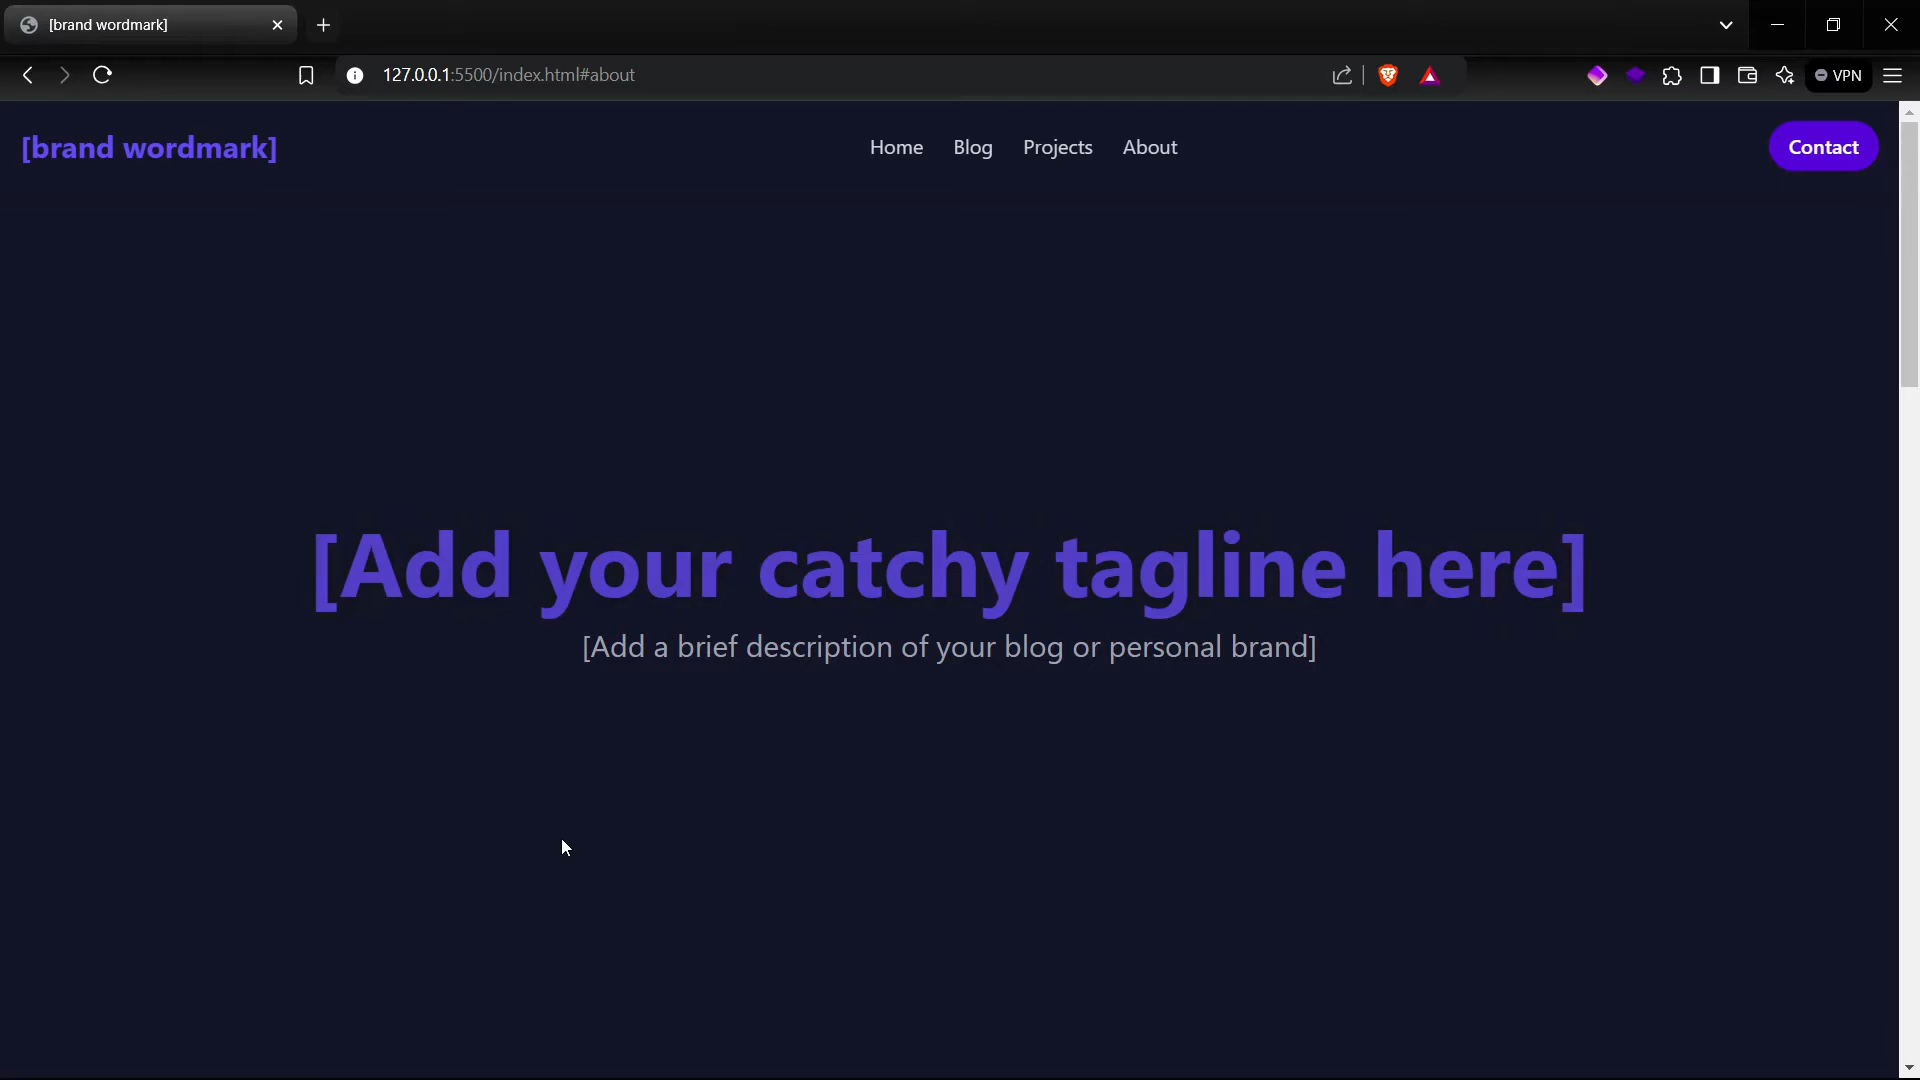 [brand wordmark]
127.0.0.1:5500/index.html#about
VPN
[brand wordmark]
Home
Blog
Projects
About
Contact
[Add your catchy tagline here]
[Add a brief description of your blog or personal brand]